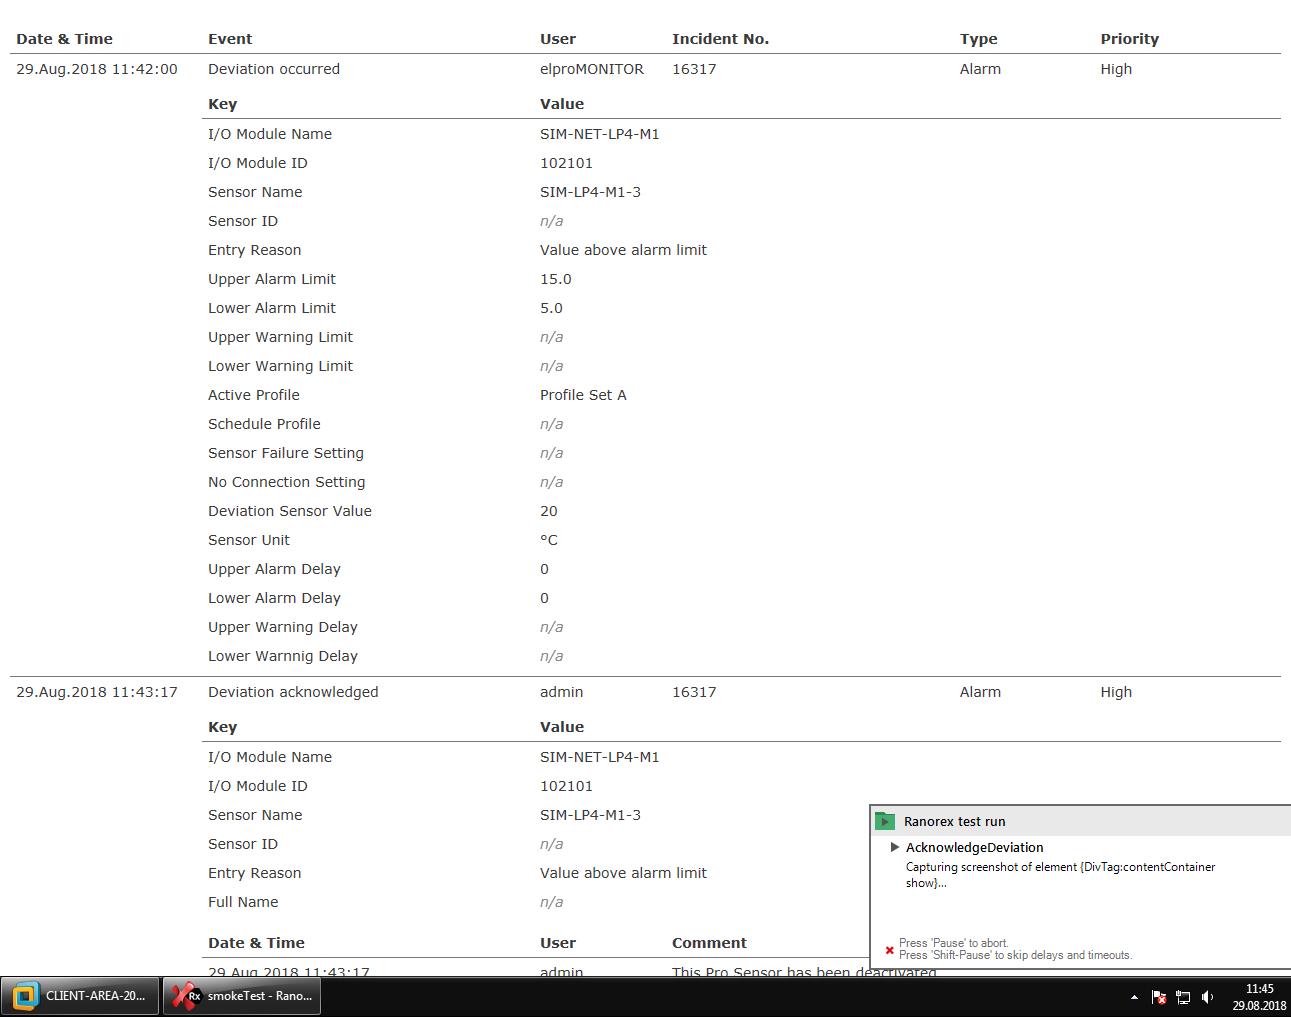 Date & Time Event User Incident No. Type Priority
29.Aug.2018 11:42:00 Deviation occurred elproMONITOR 16317 Alarm High
Key Value
I/O Module Name SIM-NET-LP4-M1
I/O Module ID 102101
Sensor Name SIM-LP4-M1-3
Sensor ID n/a
Entry Reason Value above alarm limit
Upper Alarm Limit 15.0
Lower Alarm Limit 5.0
Upper Warning Limit n/a
Lower Warning Limit n/a
Active Profile Profile Set A
Schedule Profile n/a
Sensor Failure Setting n/a
No Connection Setting n/a
Deviation Sensor Value 20
Sensor Unit °C
Upper Alarm Delay 0
Lower Alarm Delay 0
Upper Warning Delay n/a
Lower Warnnig Delay n/a
29.Aug.2018 11:43:17 Deviation acknowledged admin 16317 Alarm High
Key Value
I/O Module Name SIM-NET-LP4-M1
I/O Module ID 102101
Sensor Name SIM-LP4-M1-3
Sensor ID n/a
Entry Reason Value above alarm limit
Full Name n/a
Date & Time User Comment
29.Aug.2018 11:43:17 admin This Pro Sensor has been deactivated
Ranorex test run
AcknowledgeDeviation
Capturing screenshot of element {DivTag:contentContainer
show}...
Press 'Pause' to abort.
Press 'Shift-Pause' to skip delays and timeouts.
CLIENT-AREA-20... Rx smokeTest - Rano... 11:45
29.08.2018